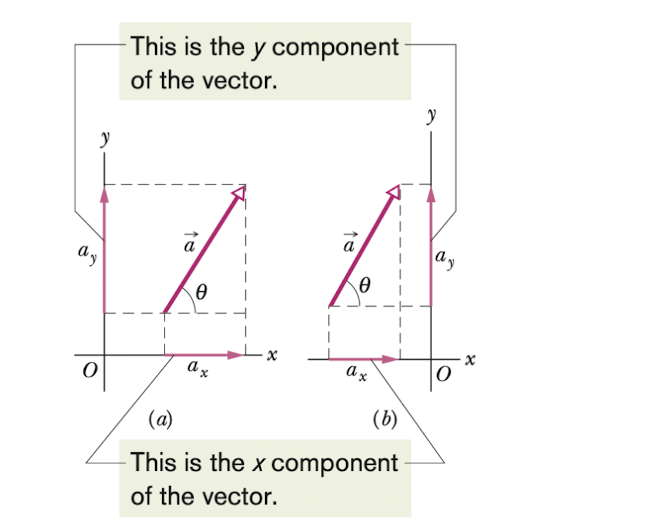 This is the y component
of the vector.
y
y
a⃗
a⃗
a_y
a_y
θ
θ
x
x
O
a_x
a_x
O
(a)
(b)
This is the x component
of the vector.